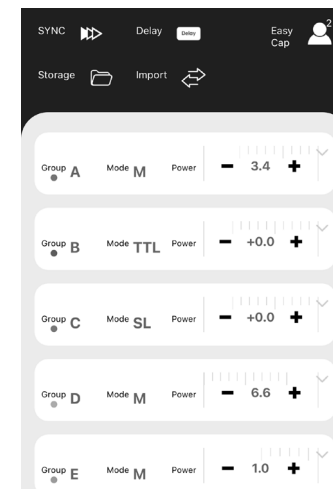 SYNC Delay Delay Easy Cap 2
Storage Import
Group A Mode M Power − 3.4 +
Group B Mode TTL Power − +0.0 +
Group C Mode SL Power − +0.0 +
Group D Mode M Power − 6.6 +
Group E Mode M Power − 1.0 +